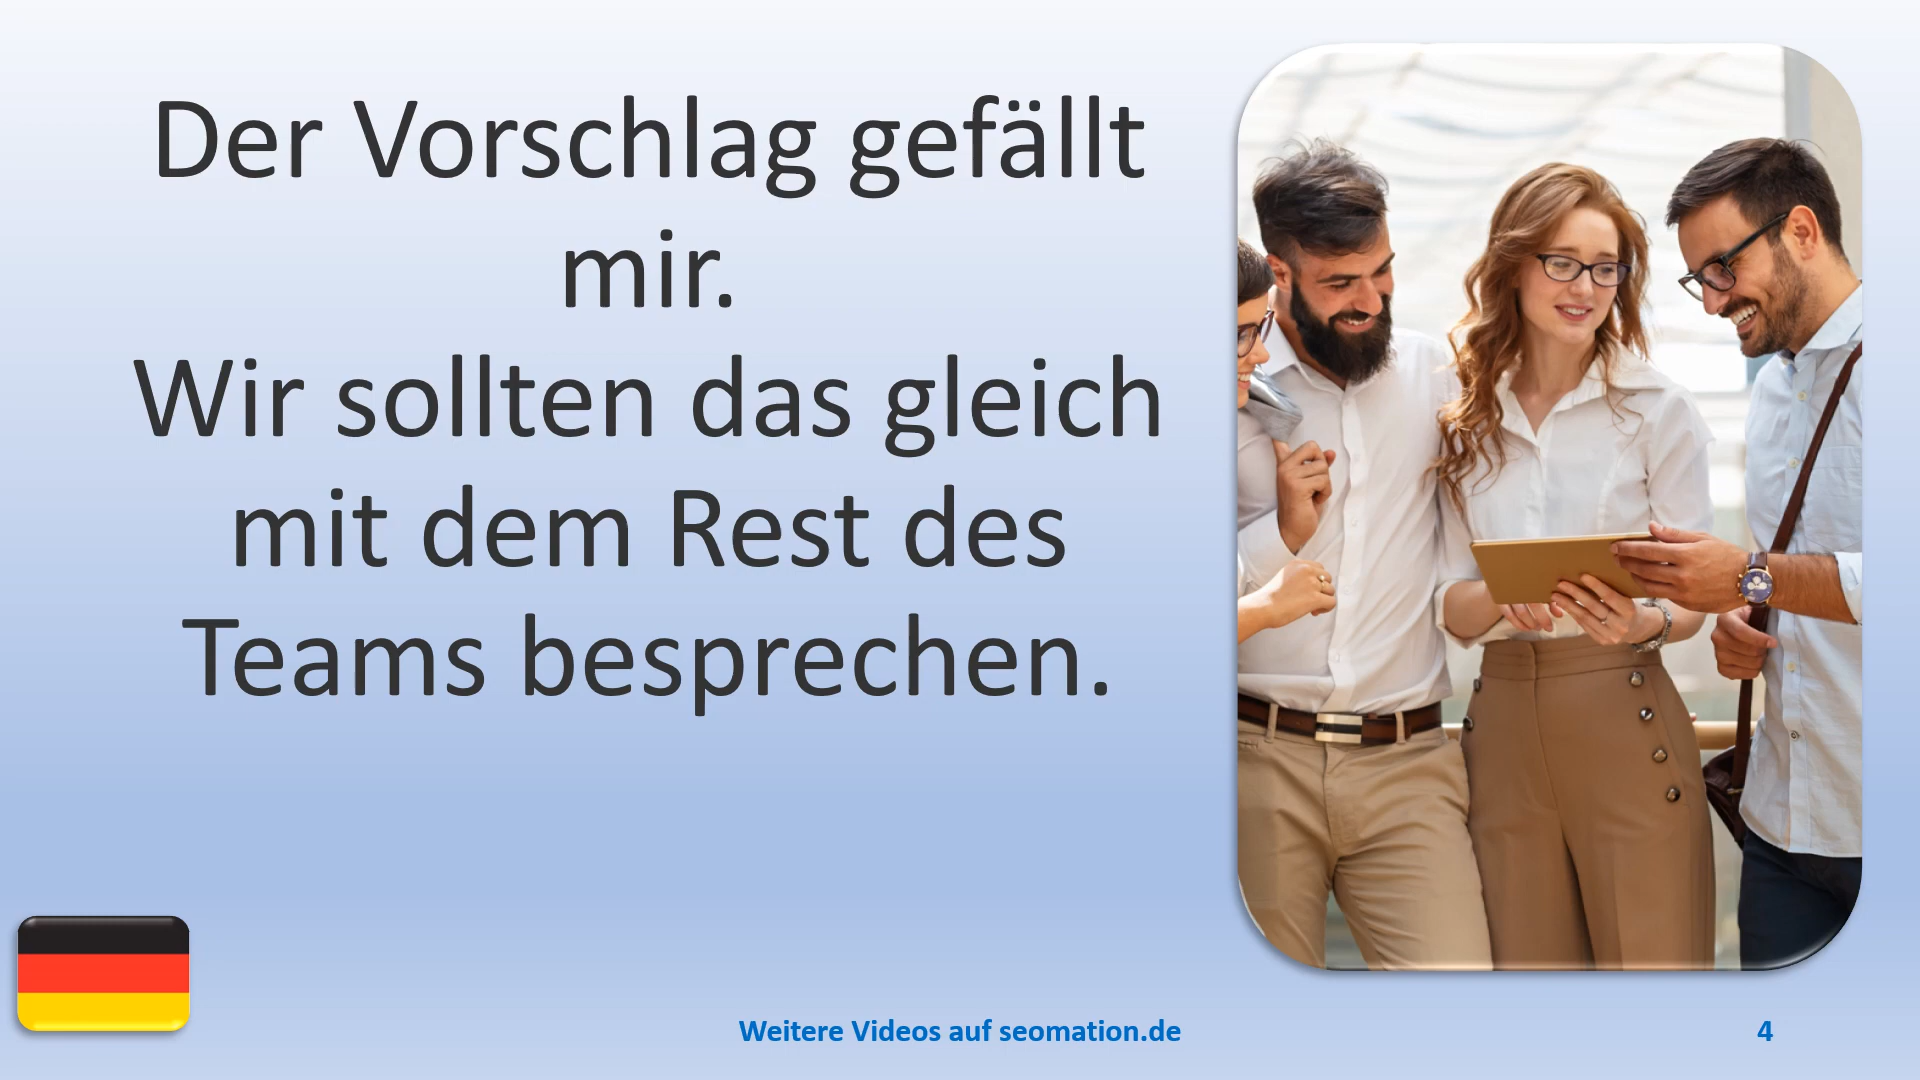 Der Vorschlag gefällt
mir.
Wir sollten das gleich
mit dem Rest des
Teams besprechen.
Weitere Videos auf seomation.de
4